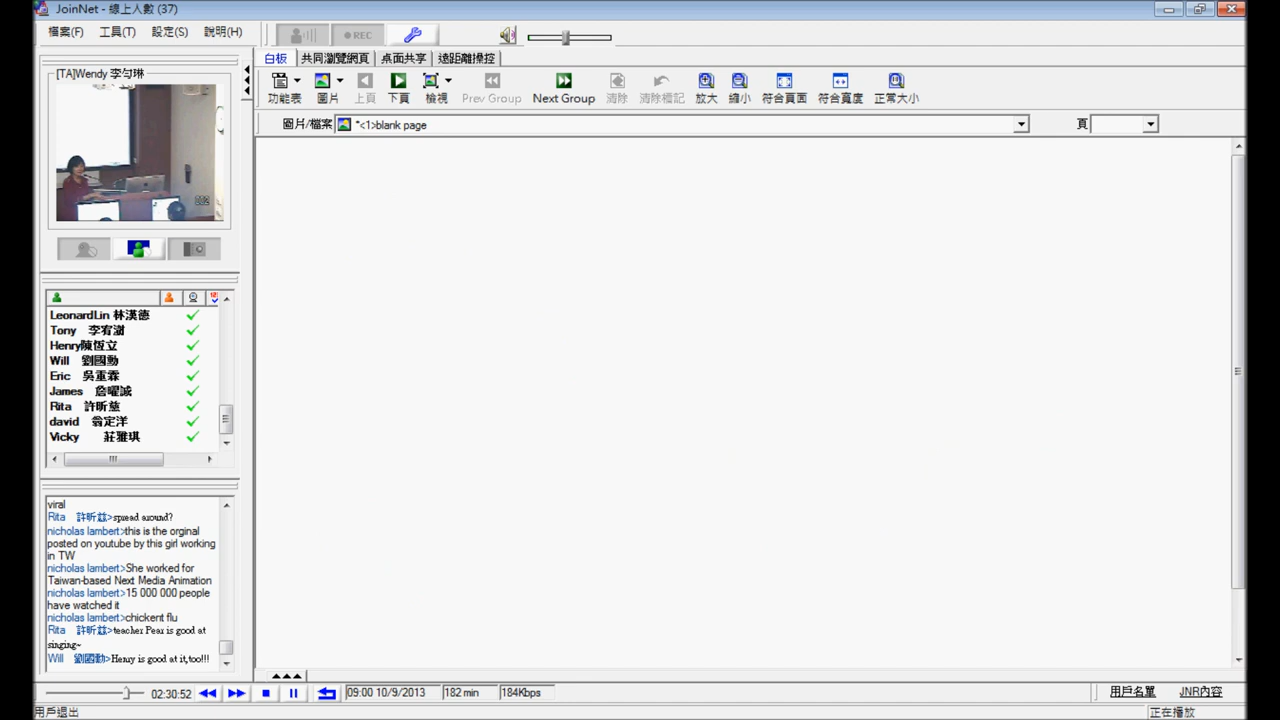 JoinNet - 線上人數 (37)
檔案(F) 工具(T) 設定(S) 說明(H)
REC
白板 共同瀏覽網頁 桌面共享 遠距離操控
[TA]Wendy 李勻琳
功能表 圖片 上頁 下頁 檢視 Prev Group Next Group 清除 清除標記 放大 縮小 符合頁面 符合寬度 正常大小
圖片/檔案 *<1>blank page 頁
LeonardLin 林漢德
Tony 李宥澍
Henry陳恆立
Will 劉國勳
Eric 吳重霖
James 詹曜誠
Rita 許昕慈
david 翁定洋
Vicky 莊雅琪
viral
Rita 許昕慈>spread around?
nicholas lambert>this is the orginal
posted on youtube by this girl working
in TW
nicholas lambert>She worked for
Taiwan-based Next Media Animation
nicholas lambert>15 000 000 people
have watched it
nicholas lambert>chickent flu
Rita 許昕慈>teacher Pear is good at
singing~
Will 劉國勳>Henry is good at it,too!!!
02:30:52 09:00 10/9/2013 182 min 184Kbps 用戶名單 JNR內容
用戶退出 正在播放